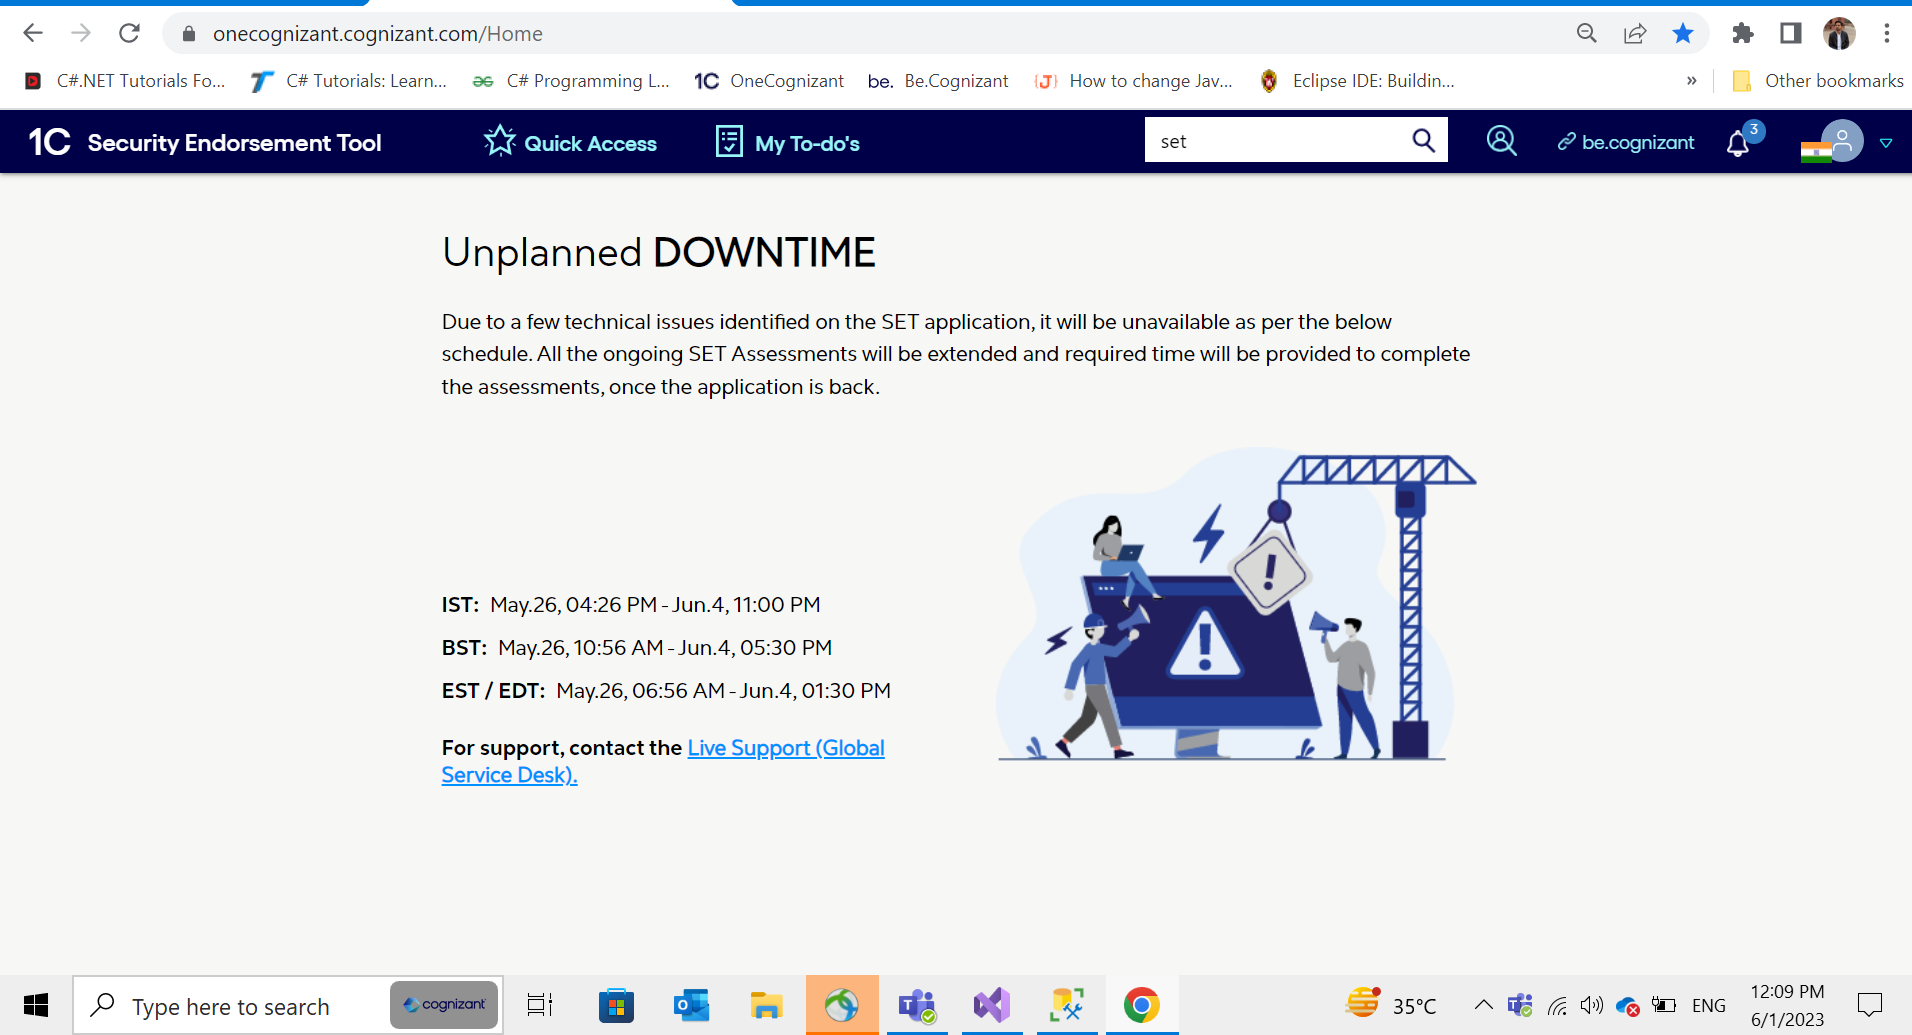 onecognizant.cognizant.com/Home
C#.NET Tutorials Fo...
C# Tutorials: Learn...
C# Programming L...
1C OneCognizant
be. Be.Cognizant
{J} How to change Jav...
Eclipse IDE: Buildin...
»
Other bookmarks
1C Security Endorsement Tool
Quick Access
My To-do's
set
be.cognizant
3
Unplanned DOWNTIME
Due to a few technical issues identified on the SET application, it will be unavailable as per the below
schedule. All the ongoing SET Assessments will be extended and required time will be provided to complete
the assessments, once the application is back.
IST: May.26, 04:26 PM - Jun.4, 11:00 PM
BST: May.26, 10:56 AM - Jun.4, 05:30 PM
EST / EDT: May.26, 06:56 AM - Jun.4, 01:30 PM
For support, contact the Live Support (Global
Service Desk).
Type here to search
cognizant
35°C
ENG
12:09 PM
6/1/2023